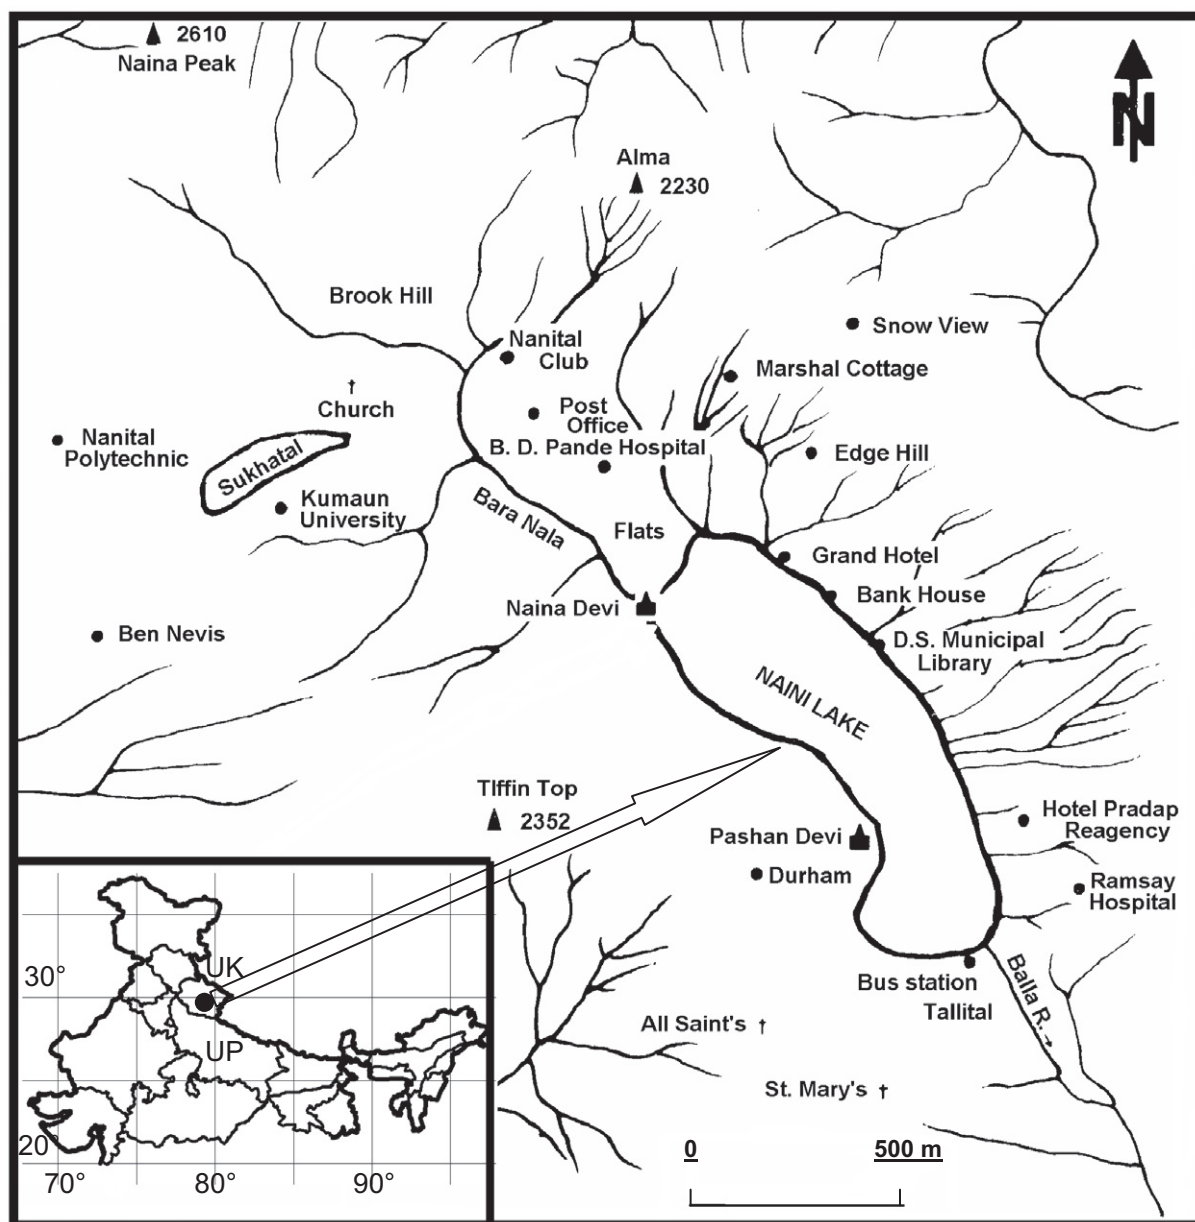 2610
Naina Peak
N
Alma
2230
Brook Hill
Snow View
Nanital
Club
Marshal Cottage
Church
Post
Office
Nanital
Polytechnic
B. D. Pande Hospital
Edge Hill
Sukhatal
Kumaun
University
Bara Nala
Flats
Grand Hotel
Bank House
Naina Devi
Ben Nevis
D.S. Municipal
Library
NAINI LAKE
TIffin Top
2352
Hotel Pradap
Reagency
Pashan Devi
Durham
Ramsay
Hospital
Bus station
Tallital
Balla R.
All Saint's
St. Mary's
0 500 m
UK
30°
UP
20°
70° 80° 90°